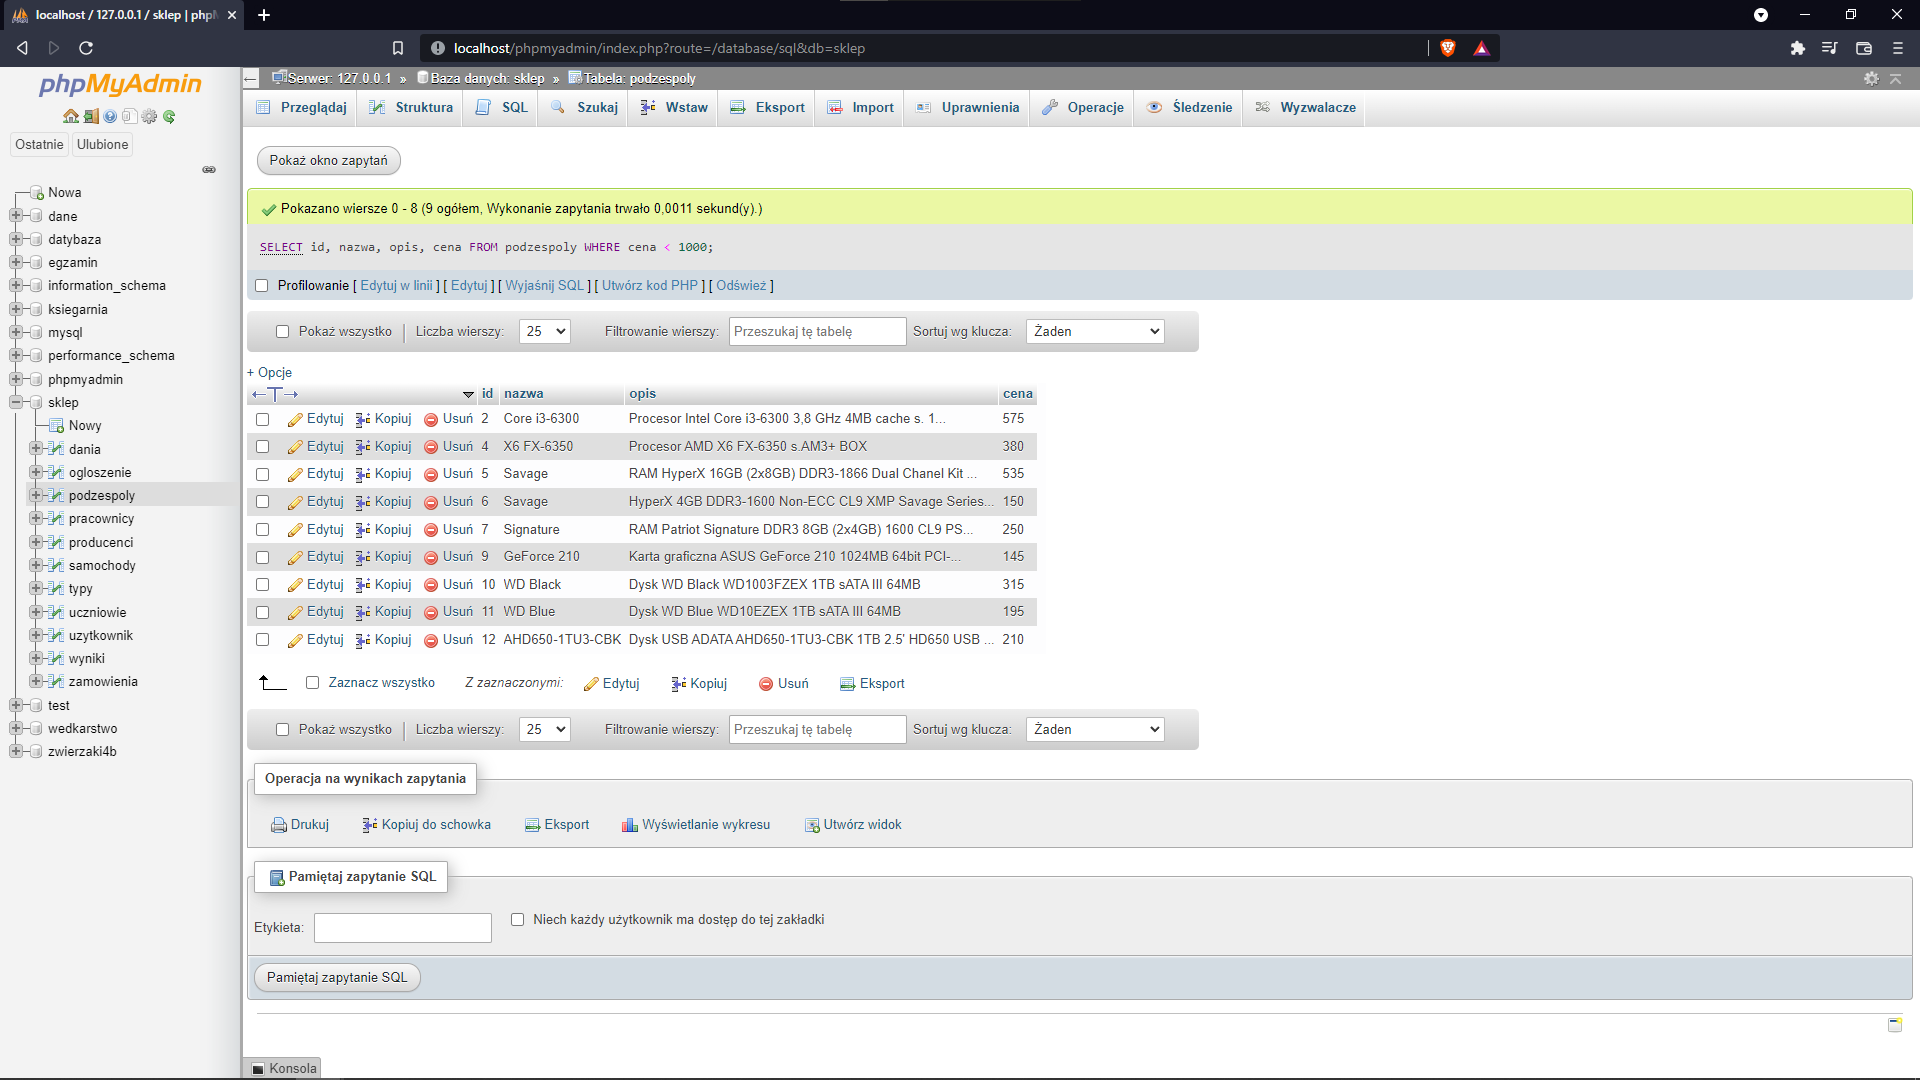 localhost / 127.0.0.1 / sklep | phpM
localhost/phpmyadmin/index.php?route=/database/sql&db=sklep
phpMyAdmin
Ostatnie Ulubione
Nowa
dane
datybaza
egzamin
information_schema
ksiegarnia
mysql
performance_schema
phpmyadmin
sklep
Nowy
dania
ogloszenie
podzespoly
pracownicy
producenci
samochody
typy
uczniowie
uzytkownik
wyniki
zamowienia
test
wedkarstwo
zwierzaki4b
Serwer: 127.0.0.1 » Baza danych: sklep » Tabela: podzespoly
Przeglądaj Struktura SQL Szukaj Wstaw Eksport Import Uprawnienia Operacje Śledzenie Wyzwalacze
Pokaż okno zapytań
Pokazano wiersze 0 - 8 (9 ogółem, Wykonanie zapytania trwało 0,0011 sekund(y).)
SELECT id, nazwa, opis, cena FROM podzespoly WHERE cena < 1000;
Profilowanie [ Edytuj w linii ] [ Edytuj ] [ Wyjaśnij SQL ] [ Utwórz kod PHP ] [ Odśwież ]
Pokaż wszystko | Liczba wierszy: 25 Filtrowanie wierszy: Przeszukaj tę tabelę Sortuj wg klucza: Żaden
+ Opcje
←T→ id nazwa opis cena
Edytuj Kopiuj Usuń 2 Core i3-6300 Procesor Intel Core i3-6300 3,8 GHz 4MB cache s. 1... 575
Edytuj Kopiuj Usuń 4 X6 FX-6350 Procesor AMD X6 FX-6350 s.AM3+ BOX 380
Edytuj Kopiuj Usuń 5 Savage RAM HyperX 16GB (2x8GB) DDR3-1866 Dual Chanel Kit ... 535
Edytuj Kopiuj Usuń 6 Savage HyperX 4GB DDR3-1600 Non-ECC CL9 XMP Savage Series... 150
Edytuj Kopiuj Usuń 7 Signature RAM Patriot Signature DDR3 8GB (2x4GB) 1600 CL9 PS... 250
Edytuj Kopiuj Usuń 9 GeForce 210 Karta graficzna ASUS GeForce 210 1024MB 64bit PCI-... 145
Edytuj Kopiuj Usuń 10 WD Black Dysk WD Black WD1003FZEX 1TB sATA III 64MB 315
Edytuj Kopiuj Usuń 11 WD Blue Dysk WD Blue WD10EZEX 1TB sATA III 64MB 195
Edytuj Kopiuj Usuń 12 AHD650-1TU3-CBK Dysk USB ADATA AHD650-1TU3-CBK 1TB 2.5' HD650 USB ... 210
Zaznacz wszystko Z zaznaczonymi: Edytuj Kopiuj Usuń Eksport
Pokaż wszystko | Liczba wierszy: 25 Filtrowanie wierszy: Przeszukaj tę tabelę Sortuj wg klucza: Żaden
Operacja na wynikach zapytania
Drukuj Kopiuj do schowka Eksport Wyświetlanie wykresu Utwórz widok
Pamiętaj zapytanie SQL
Etykieta: Niech każdy użytkownik ma dostęp do tej zakładki
Pamiętaj zapytanie SQL
Konsola